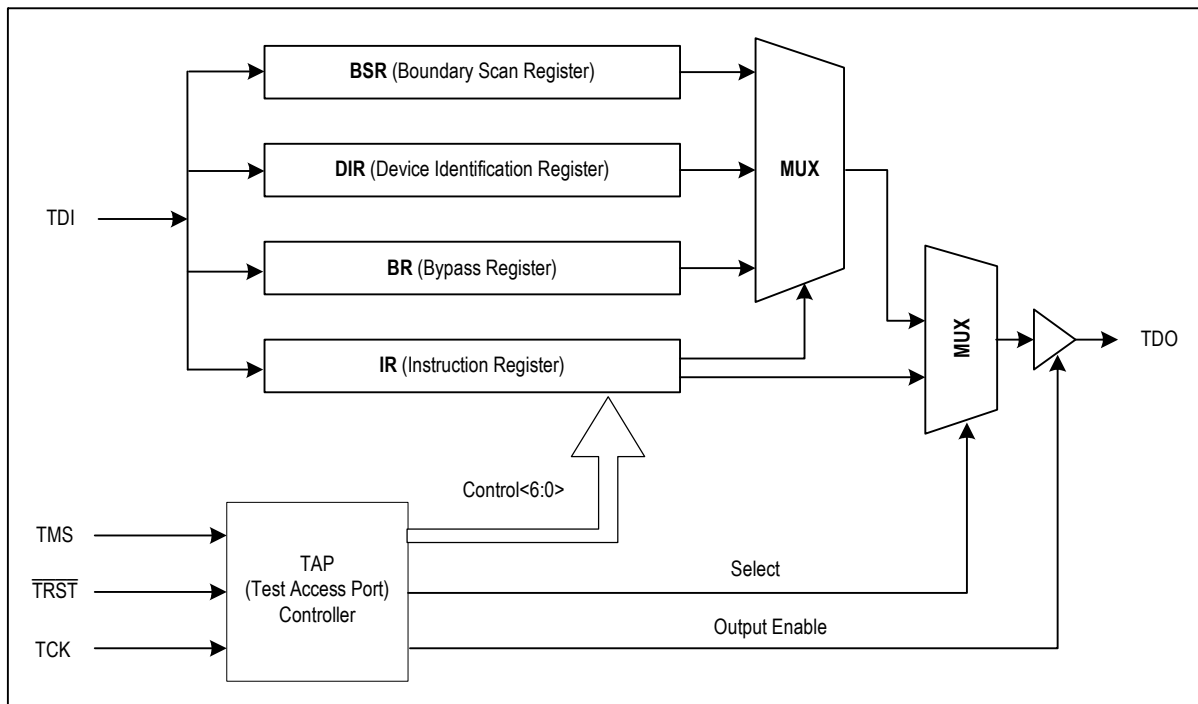 BSR (Boundary Scan Register)
DIR (Device Identification Register)
MUX
TDI
BR (Bypass Register)
MUX
TDO
IR (Instruction Register)
Control<6:0>
TMS
TAP
(Test Access Port)
Controller
TRST
Select
TCK
Output Enable